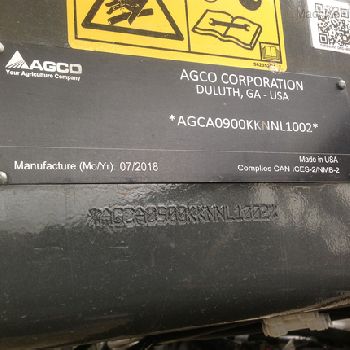 AGCO
Your Agriculture Company
AGCO CORPORATION
DULUTH, GA - USA
*AGCA0900KKNNL1002*
Manufacture (Mo/Yr): 07/2018
Made in USA
Complies CAN ICES-2/NMB-2
*AGCA0900KKNNL1002*